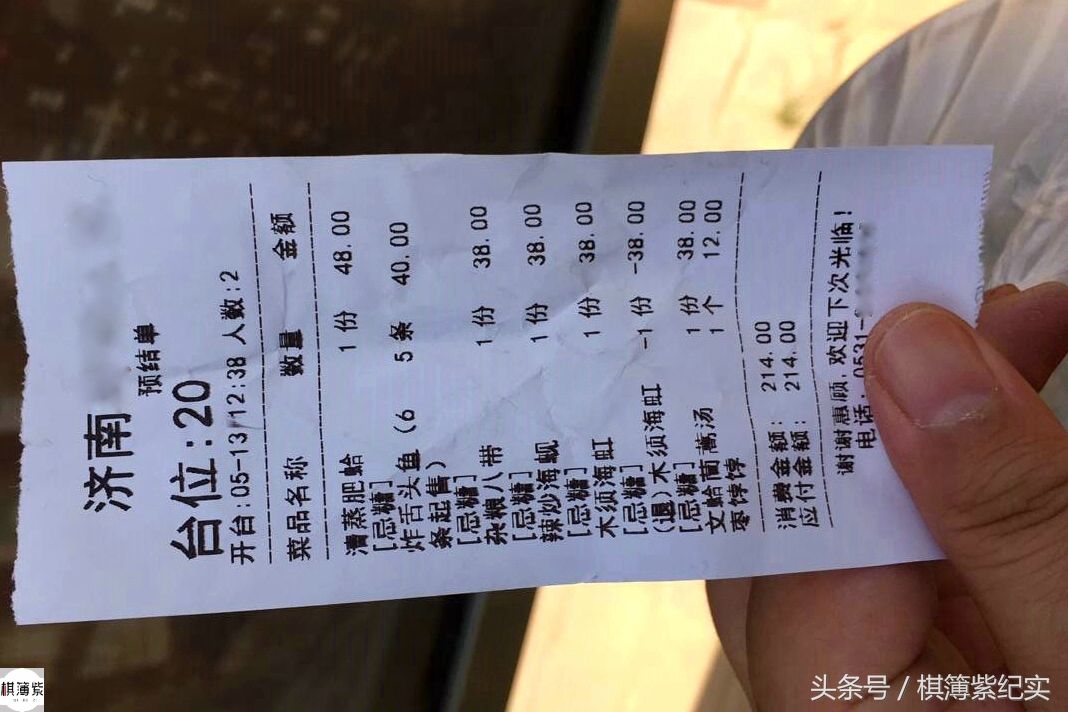 济南
预结单
台位:20
开台:05-13/12:38 人数:2
菜品名称 数量 金额
漕蒸肥蛤 1 份 48.00
[忌糖]
炸舌头鱼(6 5 条 40.00
条起售)
[忌糖]
杂粮八带 1 份 38.00
[忌糖]
辣炒海蚬 1 份 38.00
[忌糖]
木须海虹 1 份 38.00
[忌糖]
(退)木须海虹 -1 份 -38.00
[忌糖]
文蛤茼蒿汤 1 份 38.00
枣饽饽 1 个 12.00
消费金额: 214.00
应付金额: 214.00
谢谢惠顾,欢迎下次光临!
电话:0531-
头条号 / 棋簿紫纪实
棋簿紫